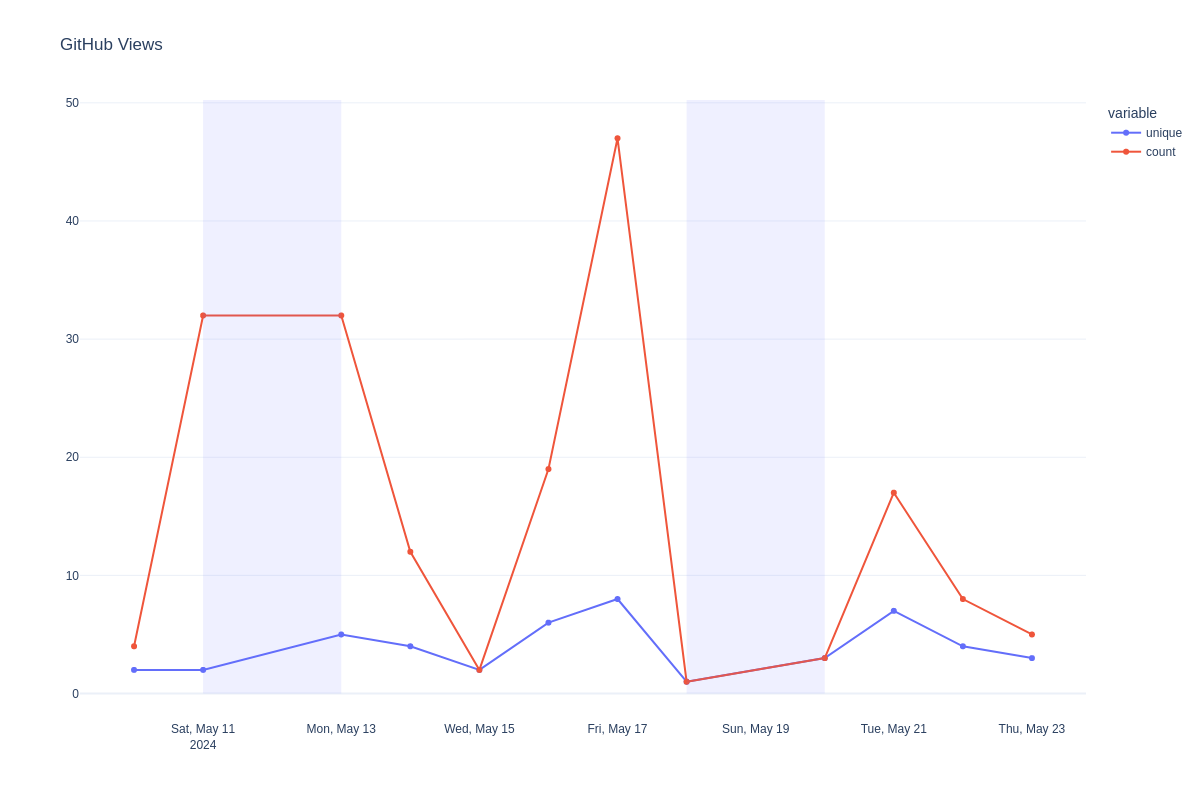 GitHub Views
50
40
30
20
10
0
Sat, May 11
2024
Mon, May 13
Wed, May 15
Fri, May 17
Sun, May 19
Tue, May 21
Thu, May 23
variable
unique
count